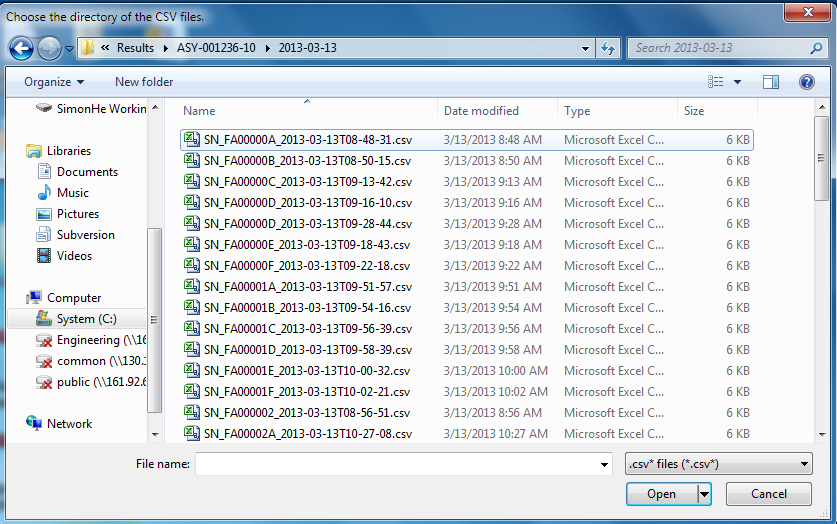 Choose the directory of the CSV files.
« Results ASY-001236-10 2013-03-13 Search 2013-03-13
Organize New folder ?
SimonHe Workin
Libraries
Documents
Music
Pictures
Subversion
Videos
Computer
System (C:)
Engineering (\\16
common (\\130.1
public (\\161.92.6
Network
Name Date modified Type Size
SN_FA00000A_2013-03-13T08-48-31.csv 3/13/2013 8:48 AM Microsoft Excel C... 6 KB
SN_FA00000B_2013-03-13T08-50-15.csv 3/13/2013 8:50 AM Microsoft Excel C... 6 KB
SN_FA00000C_2013-03-13T09-13-42.csv 3/13/2013 9:13 AM Microsoft Excel C... 6 KB
SN_FA00000D_2013-03-13T09-16-10.csv 3/13/2013 9:16 AM Microsoft Excel C... 6 KB
SN_FA00000D_2013-03-13T09-28-44.csv 3/13/2013 9:28 AM Microsoft Excel C... 6 KB
SN_FA00000E_2013-03-13T09-18-43.csv 3/13/2013 9:18 AM Microsoft Excel C... 6 KB
SN_FA00000F_2013-03-13T09-22-18.csv 3/13/2013 9:22 AM Microsoft Excel C... 6 KB
SN_FA00001A_2013-03-13T09-51-57.csv 3/13/2013 9:51 AM Microsoft Excel C... 6 KB
SN_FA00001B_2013-03-13T09-54-16.csv 3/13/2013 9:54 AM Microsoft Excel C... 6 KB
SN_FA00001C_2013-03-13T09-56-39.csv 3/13/2013 9:56 AM Microsoft Excel C... 6 KB
SN_FA00001D_2013-03-13T09-58-39.csv 3/13/2013 9:58 AM Microsoft Excel C... 6 KB
SN_FA00001E_2013-03-13T10-00-32.csv 3/13/2013 10:00 AM Microsoft Excel C... 6 KB
SN_FA00001F_2013-03-13T10-02-21.csv 3/13/2013 10:02 AM Microsoft Excel C... 6 KB
SN_FA000002_2013-03-13T08-56-51.csv 3/13/2013 8:56 AM Microsoft Excel C... 6 KB
SN_FA00002A_2013-03-13T10-27-08.csv 3/13/2013 10:27 AM Microsoft Excel C... 6 KB
File name: .csv* files (*.csv*)
Open Cancel